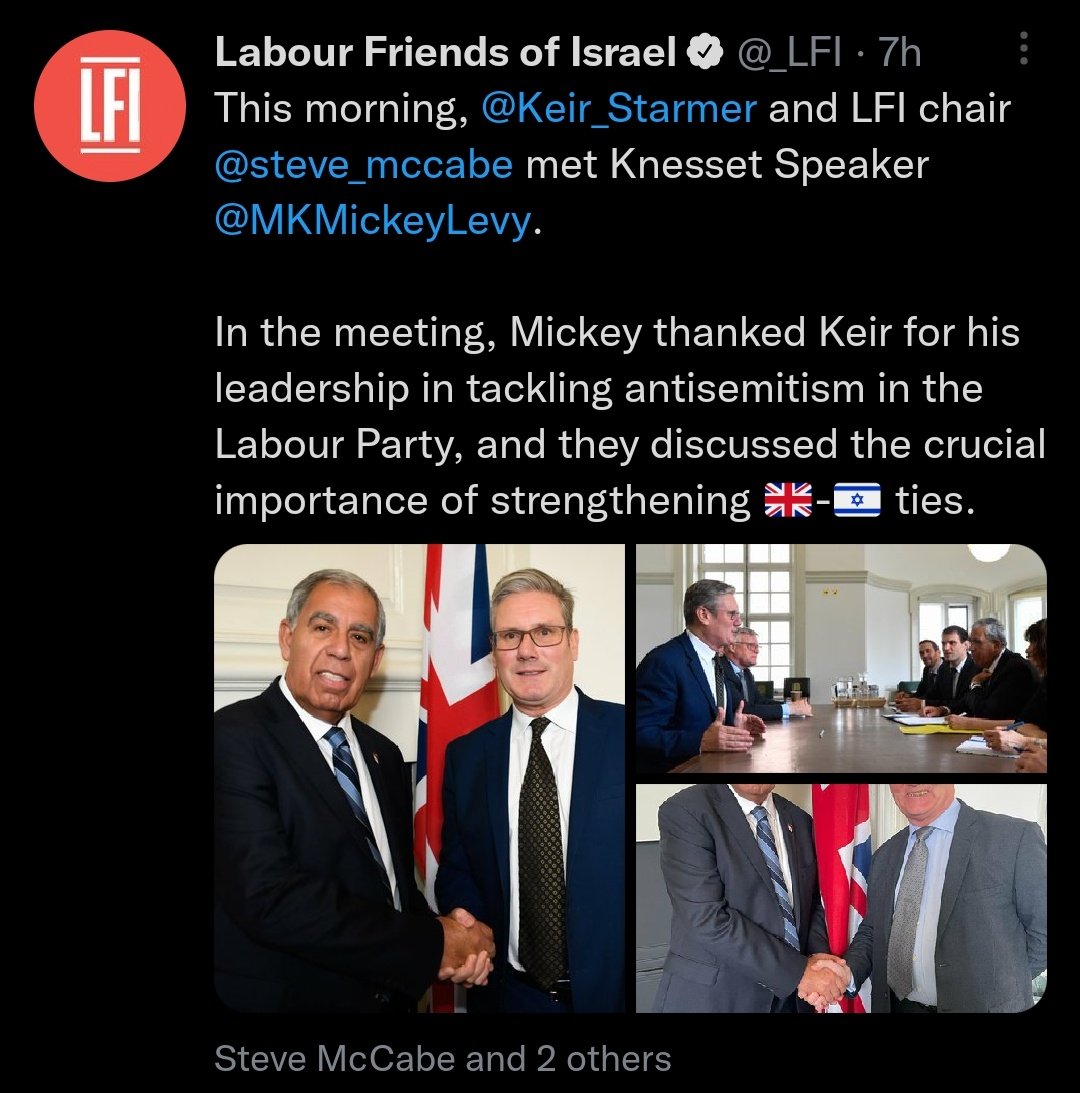 LFI
Labour Friends of Israel @_LFI · 7h
This morning, @Keir_Starmer and LFI chair
@steve_mccabe met Knesset Speaker
@MKMickeyLevy.
In the meeting, Mickey thanked Keir for his
leadership in tackling antisemitism in the
Labour Party, and they discussed the crucial
importance of strengthening 🇬🇧-🇮🇱 ties.
Steve McCabe and 2 others